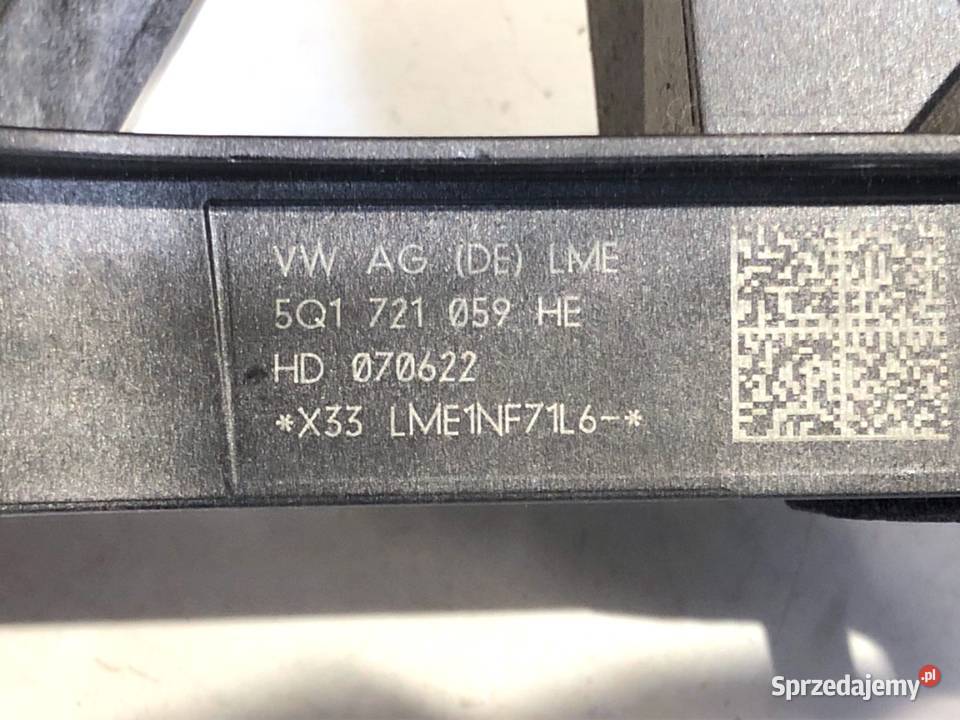 VW AG (DE) LME
5Q1 721 059 HE
HD 070622
*X33 LME1NF71L6-*
Sprzedajemy.pl